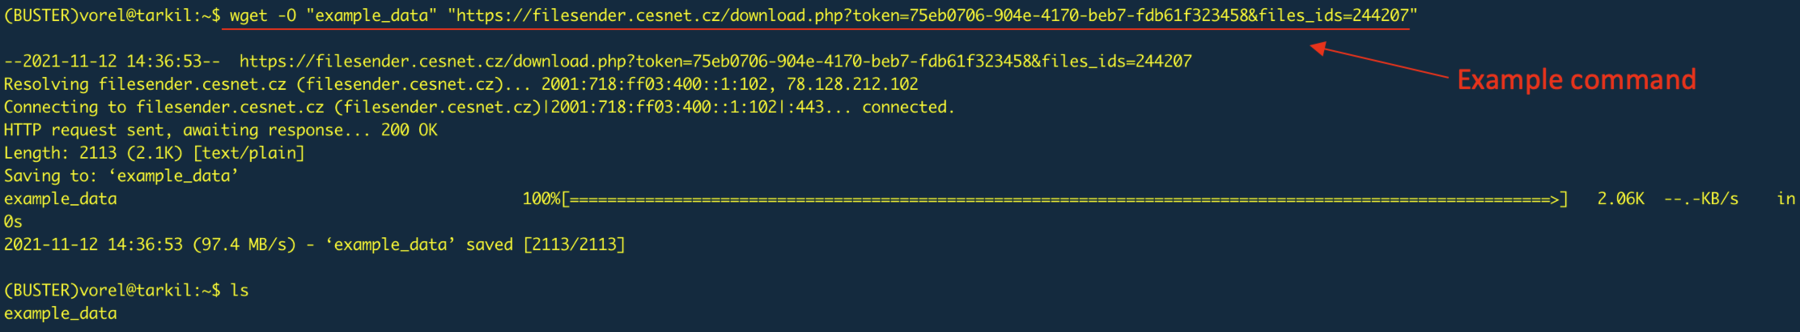 (BUSTER)vorel@tarkil:~$ wget -O "example_data" "https://filesender.cesnet.cz/download.php?token=75eb0706-904e-4170-beb7-fdb61f323458&files_ids=244207"
--2021-11-12 14:36:53--  https://filesender.cesnet.cz/download.php?token=75eb0706-904e-4170-beb7-fdb61f323458&files_ids=244207
Example command
Resolving filesender.cesnet.cz (filesender.cesnet.cz)... 2001:718:ff03:400::1:102, 78.128.212.102
Connecting to filesender.cesnet.cz (filesender.cesnet.cz)|2001:718:ff03:400::1:102|:443... connected.
HTTP request sent, awaiting response... 200 OK
Length: 2113 (2.1K) [text/plain]
Saving to: ‘example_data’
example_data 100%[========================================================================================================>] 2.06K --.-KB/s in
0s
2021-11-12 14:36:53 (97.4 MB/s) - ‘example_data’ saved [2113/2113]
(BUSTER)vorel@tarkil:~$ ls
example_data